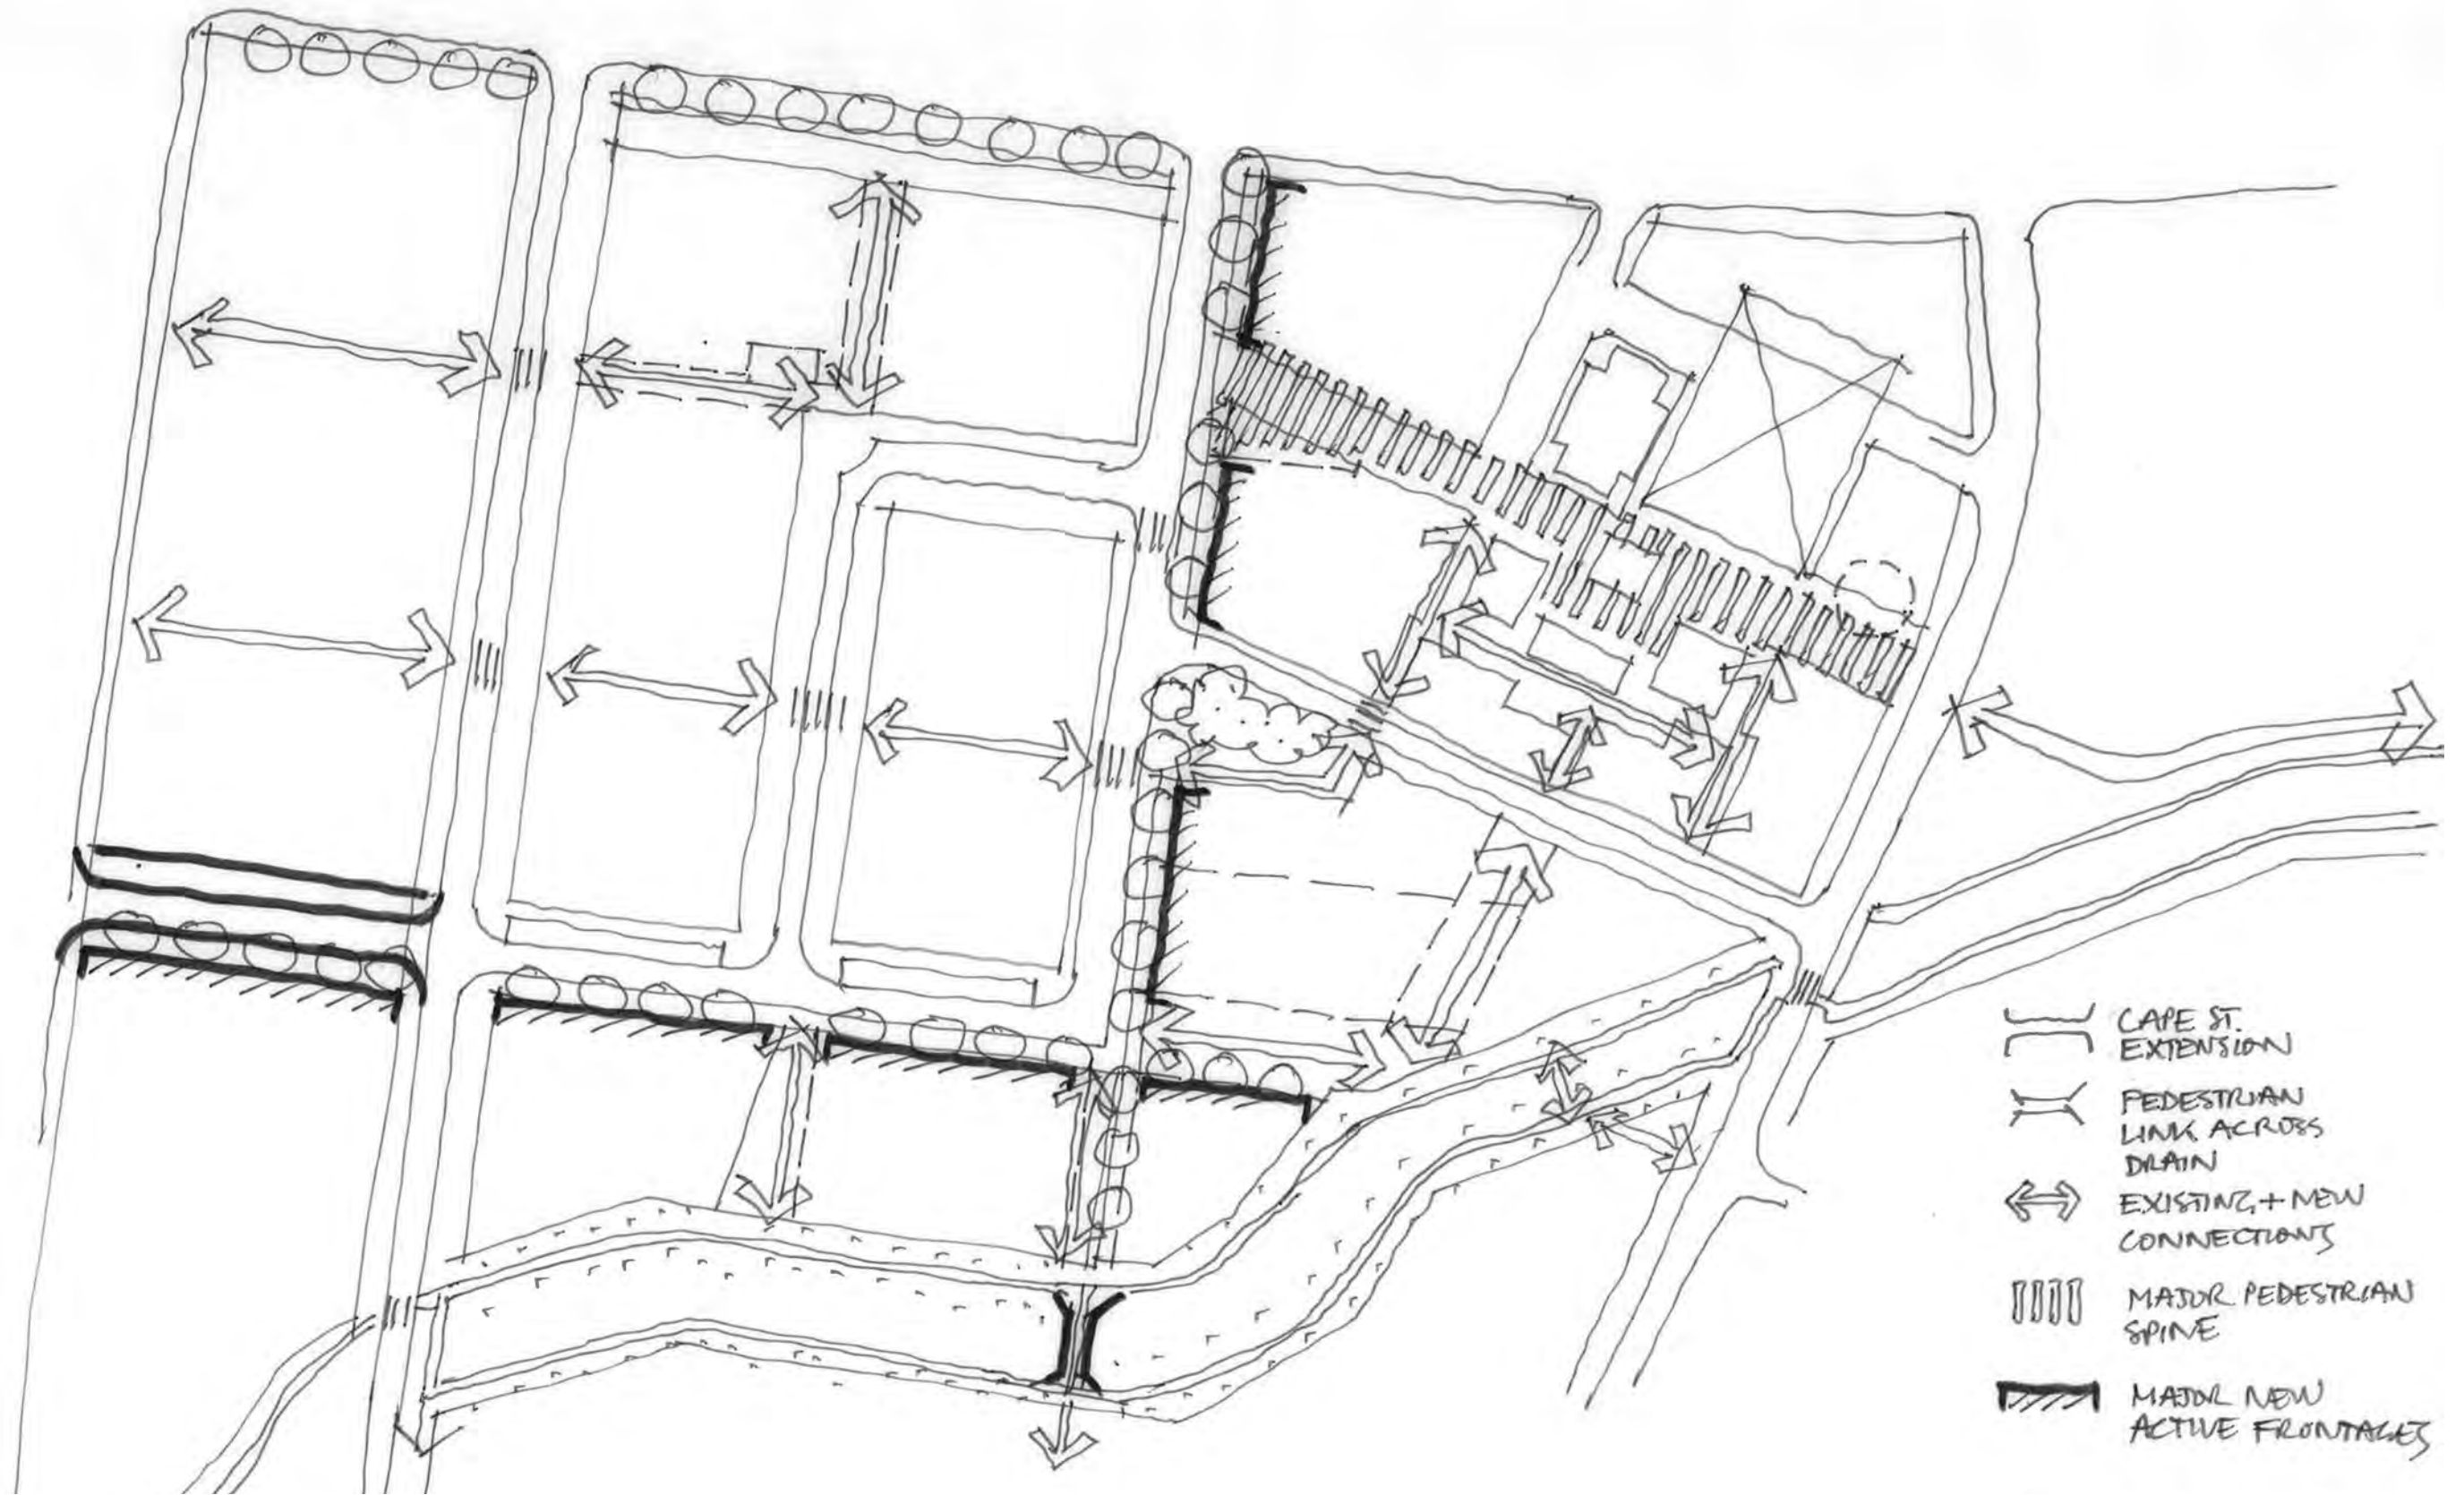 CAPE ST.
EXTENSION
PEDESTRIAN
LINK ACROSS
DRAIN
EXISTING + NEW
CONNECTIONS
MAJOR PEDESTRIAN
SPINE
MAJOR NEW
ACTIVE FRONTAGES